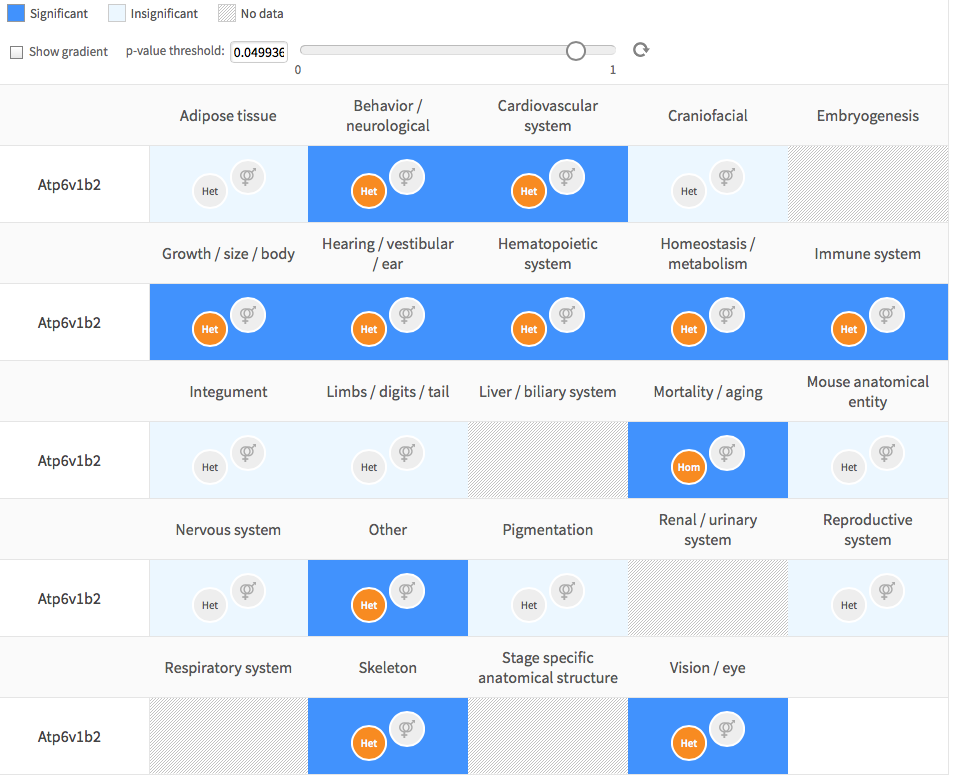 Significant Insignificant No data
Show gradient p-value threshold: 0.049936
0 1
Adipose tissue Behavior / Cardiovascular Craniofacial Embryogenesis
neurological system
Atp6v1b2 Het Het Het Het
Growth / size / body Hearing / vestibular Hematopoietic Homeostasis / Immune system
/ ear system metabolism
Atp6v1b2 Het Het Het Het Het
Integument Limbs / digits / tail Liver / biliary system Mortality / aging Mouse anatomical
entity
Atp6v1b2 Het Het Hom Het
Nervous system Other Pigmentation Renal / urinary Reproductive
system system
Atp6v1b2 Het Het Het Het
Respiratory system Skeleton Stage specific Vision / eye
anatomical structure
Atp6v1b2 Het Het